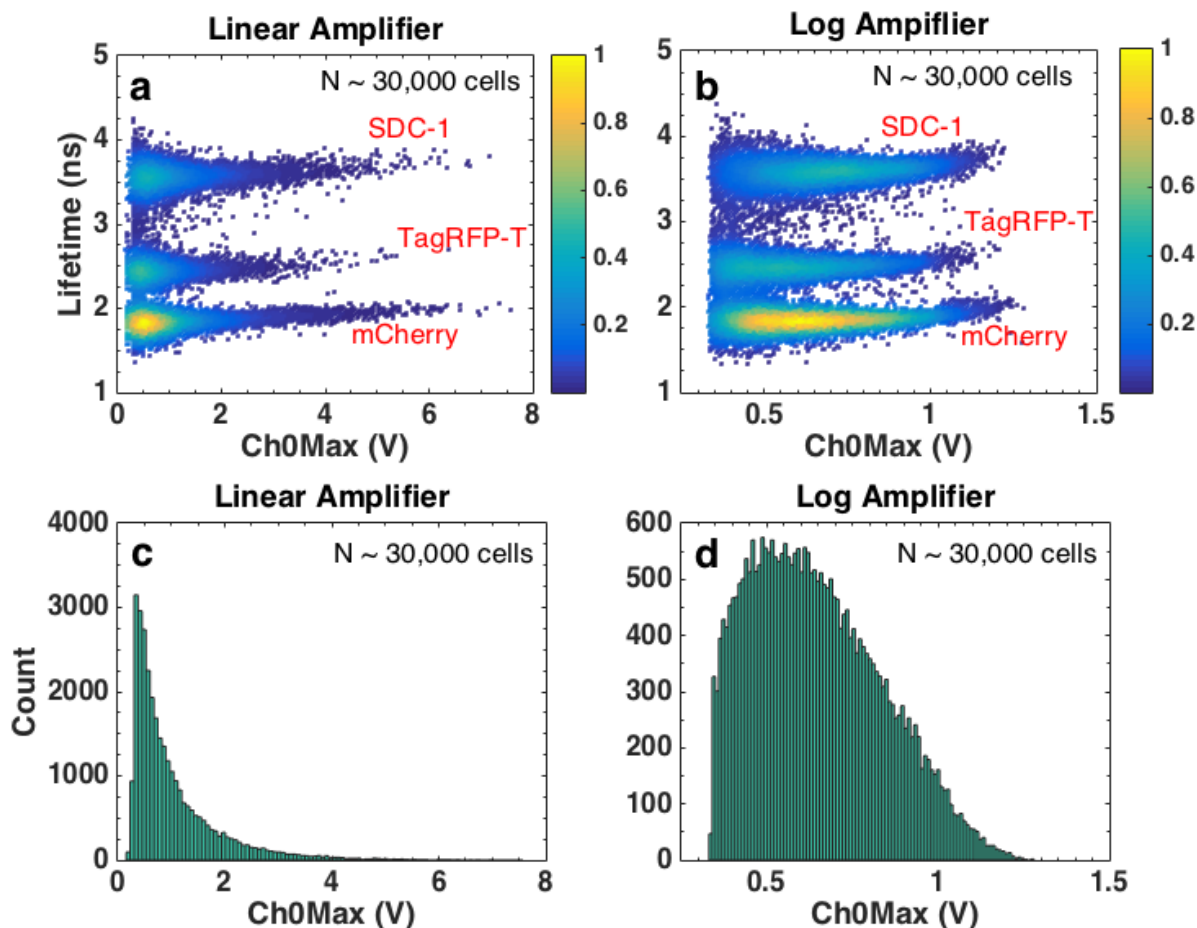 Linear Amplifier
a
N ~ 30,000 cells
SDC-1
TagRFP-T
mCherry
Lifetime (ns)
5
4
3
2
1
0
2
4
6
8
Ch0Max (V)
1
0.8
0.6
0.4
0.2
Log Ampiflier
b
N ~ 30,000 cells
SDC-1
TagRFP-T
mCherry
5
4
3
2
1
0.5
1
1.5
Ch0Max (V)
1
0.8
0.6
0.4
0.2
Linear Amplifier
c
N ~ 30,000 cells
Count
4000
3000
2000
1000
0
0
2
4
6
8
Ch0Max (V)
Log Amplifier
d
N ~ 30,000 cells
600
500
400
300
200
100
0
0.5
1
1.5
Ch0Max (V)